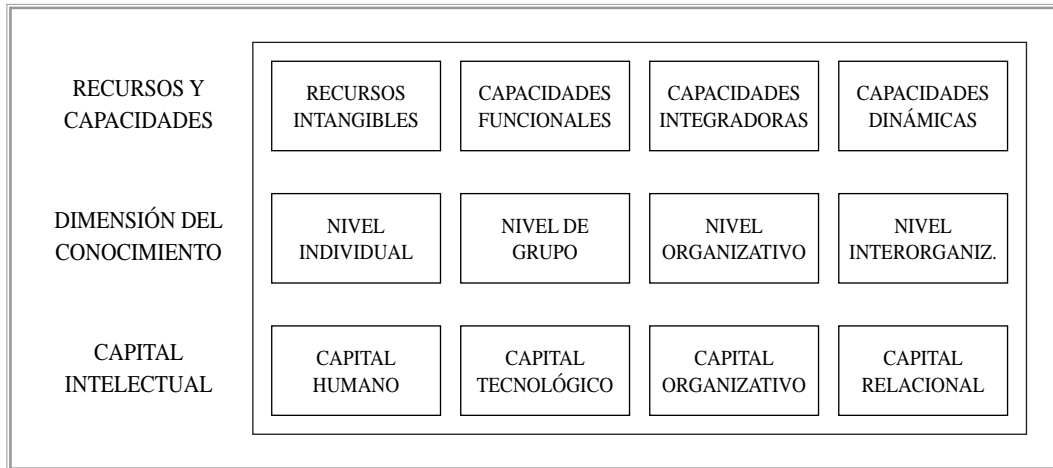 RECURSOS Y
CAPACIDADES
RECURSOS
INTANGIBLES
CAPACIDADES
FUNCIONALES
CAPACIDADES
INTEGRADORAS
CAPACIDADES
DINÁMICAS
DIMENSIÓN DEL
CONOCIMIENTO
NIVEL
INDIVIDUAL
NIVEL DE
GRUPO
NIVEL
ORGANIZATIVO
NIVEL
INTERORGANIZ.
CAPITAL
INTELECTUAL
CAPITAL
HUMANO
CAPITAL
TECNOLÓGICO
CAPITAL
ORGANIZATIVO
CAPITAL
RELACIONAL